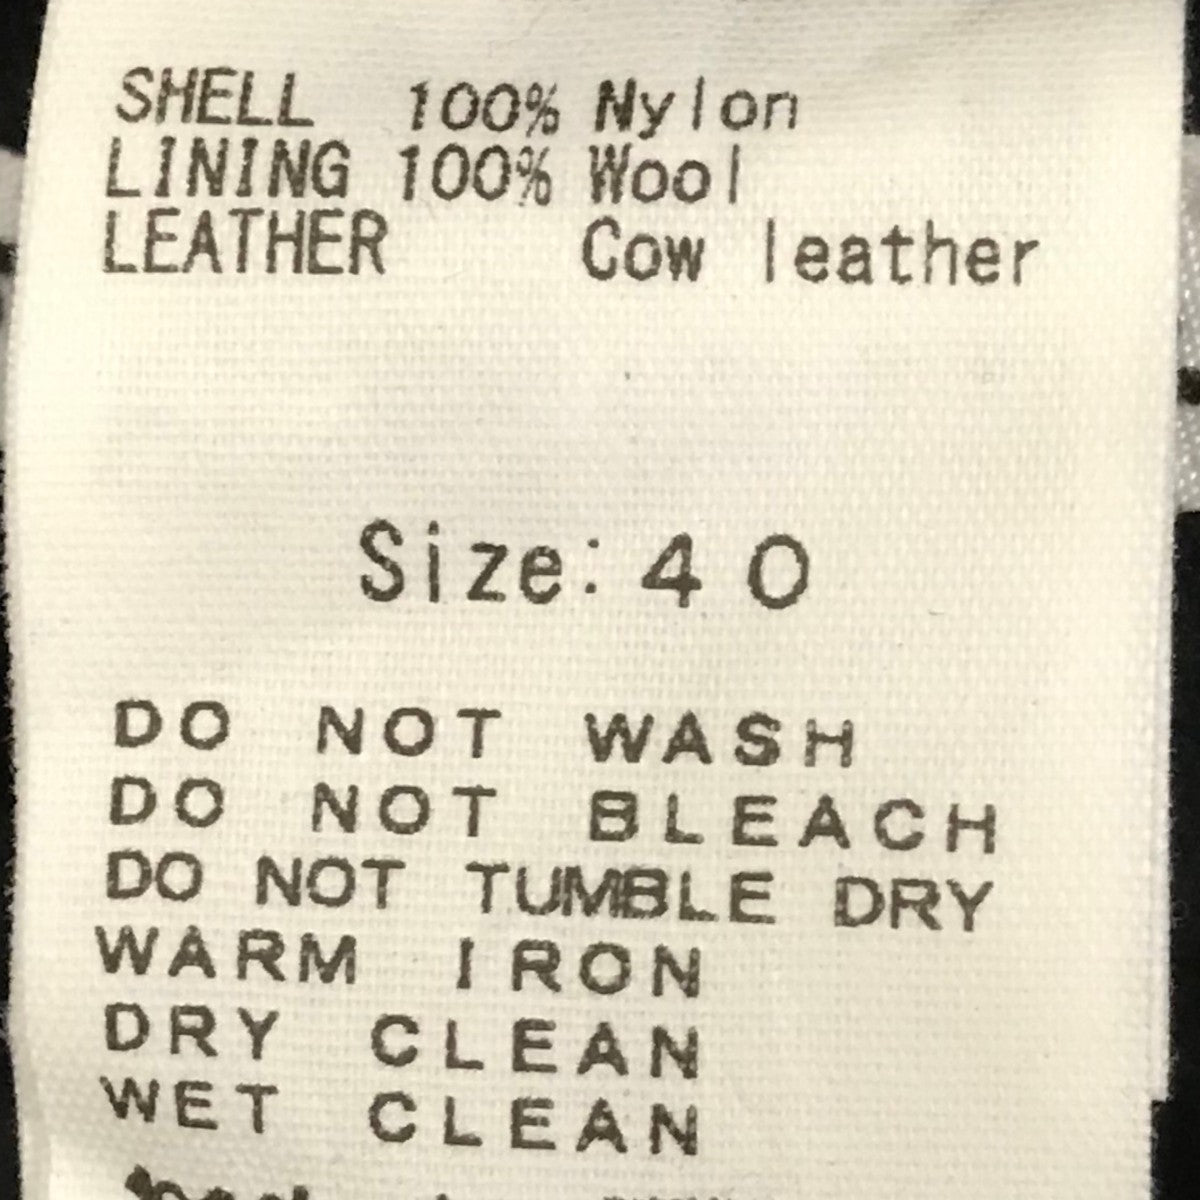 SHELL 100% Nylon
LINING 100% Wool
LEATHER Cow leather
Size: 40
DO NOT WASH
DO NOT BLEACH
DO NOT TUMBLE DRY
WARM IRON
DRY CLEAN
WET CLEAN